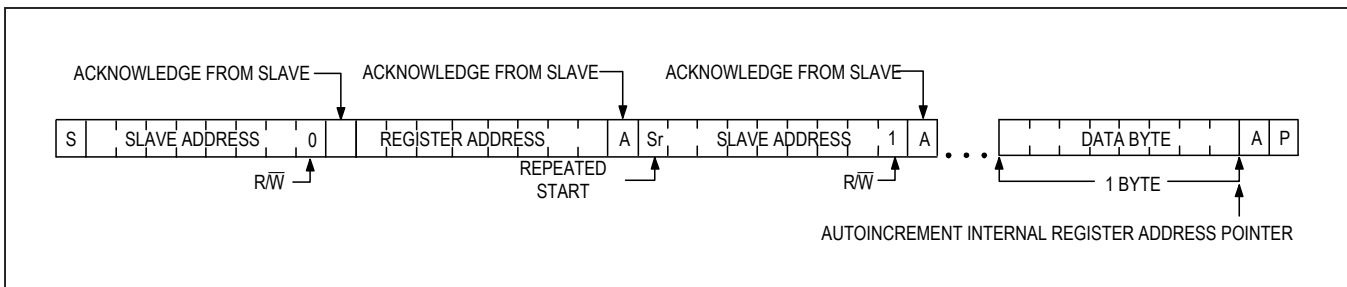 ACKNOWLEDGE FROM SLAVE ACKNOWLEDGE FROM SLAVE ACKNOWLEDGE FROM SLAVE
S SLAVE ADDRESS 0 REGISTER ADDRESS A Sr SLAVE ADDRESS 1 A ... DATA BYTE A P
R/W̅ REPEATED R/W̅ 1 BYTE
START
AUTOINCREMENT INTERNAL REGISTER ADDRESS POINTER